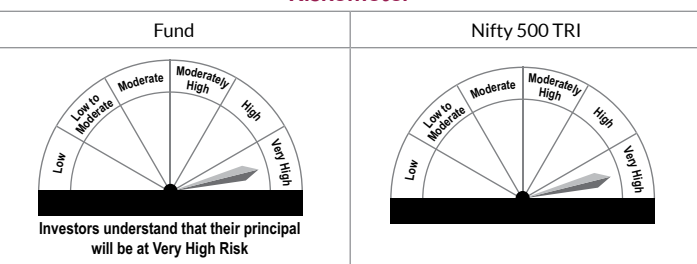 Fund
Nifty 500 TRI
Low
Low to
Moderate
Moderate
Moderately
High
High
Very High
Low
Low to
Moderate
Moderate
Moderately
High
High
Very High
Investors understand that their principal
will be at Very High Risk